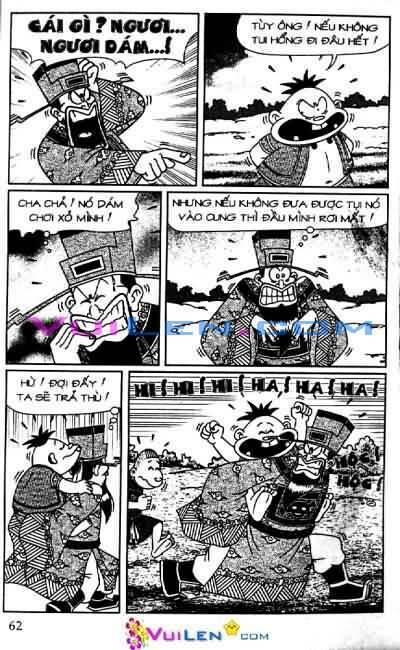 CÁI GÌ? NGƯƠI...
NGƯƠI DÁM...!
TÙY ÔNG! NẾU KHÔNG
TUI HỔNG ĐI ĐÂU HẾT!
CHA CHẢ! NÓ DÁM
CHƠI XỎ MÌNH!
NHƯNG NẾU KHÔNG ĐƯA ĐƯỢC TỤI NÓ
VÀO CUNG THÌ ĐẦU MÌNH RƠI MẤT!
VUILEN.COM
HỪ! ĐỢI ĐẤY!
TA SẼ TRẢ THÙ!
HI! HI! HI! HA! HA! HA!
HỘC!
HỘC!
62
VUILEN.COM